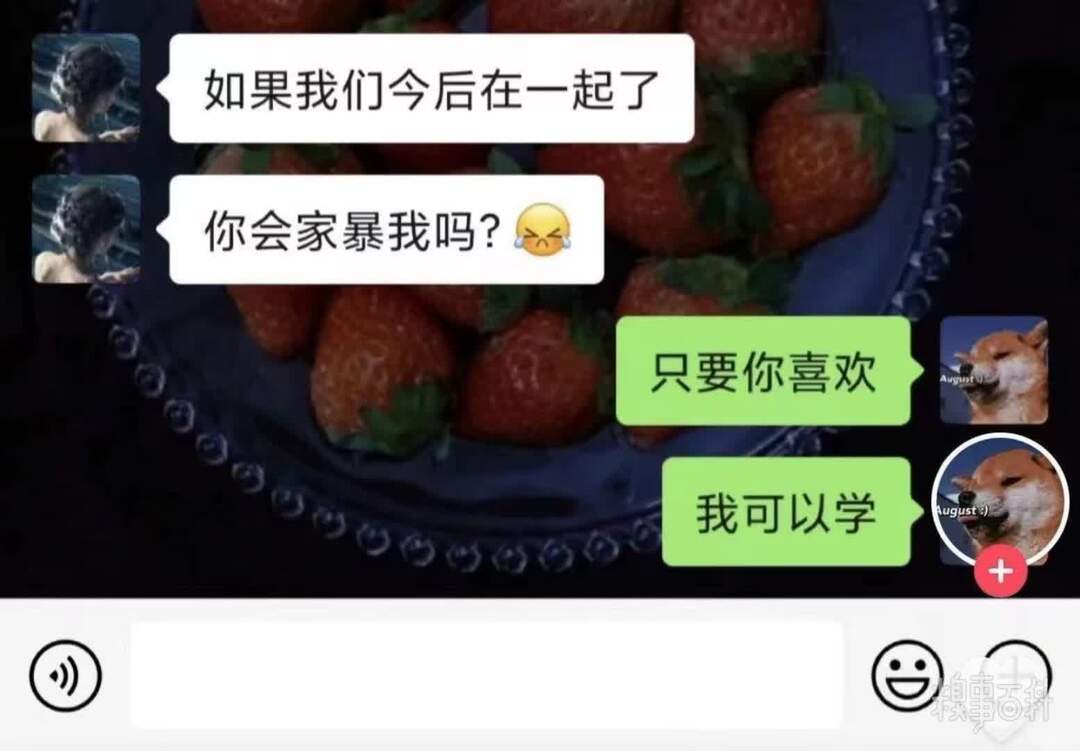 如果我们今后在一起了
你会家暴我吗?
只要你喜欢
August :)
我可以学
August :)
糗事百科